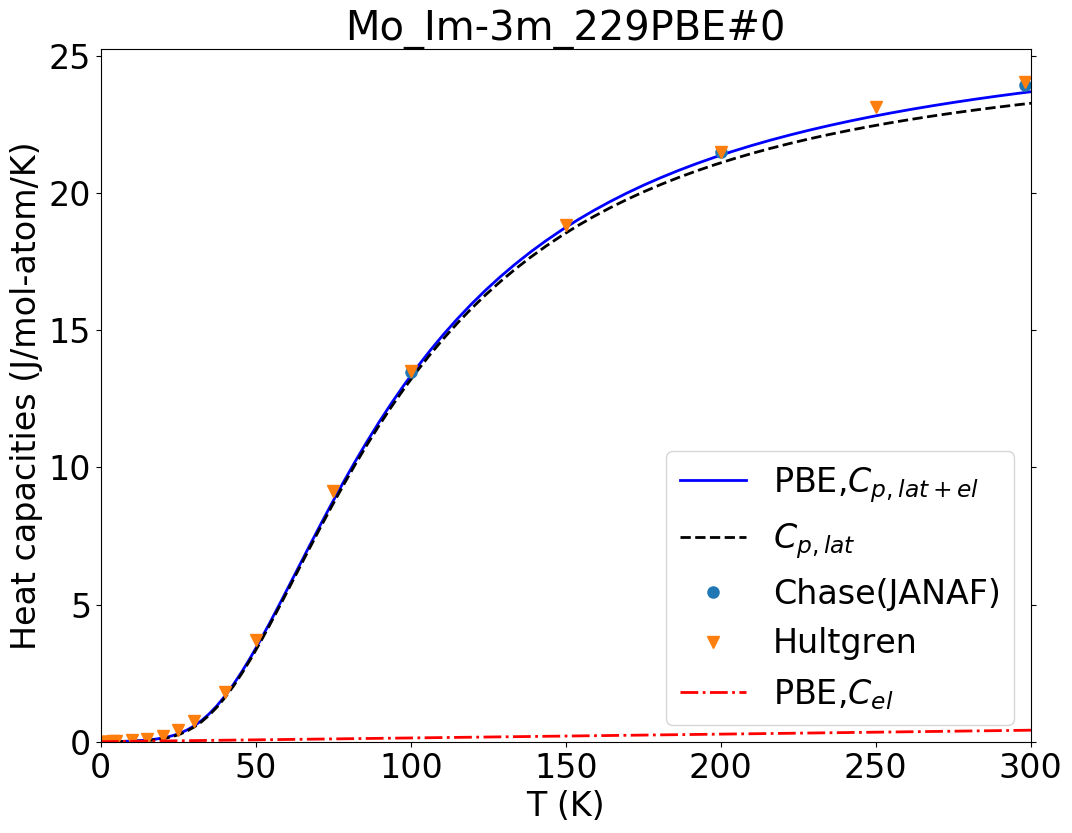 Mo_Im-3m_229PBE#0
Heat capacities (J/mol-atom/K)
25
20
15
10
5
0
PBE,$C_{p,lat+el}$
$C_{p,lat}$
Chase(JANAF)
Hultgren
PBE,$C_{el}$
0 50 100 150 200 250 300
T (K)